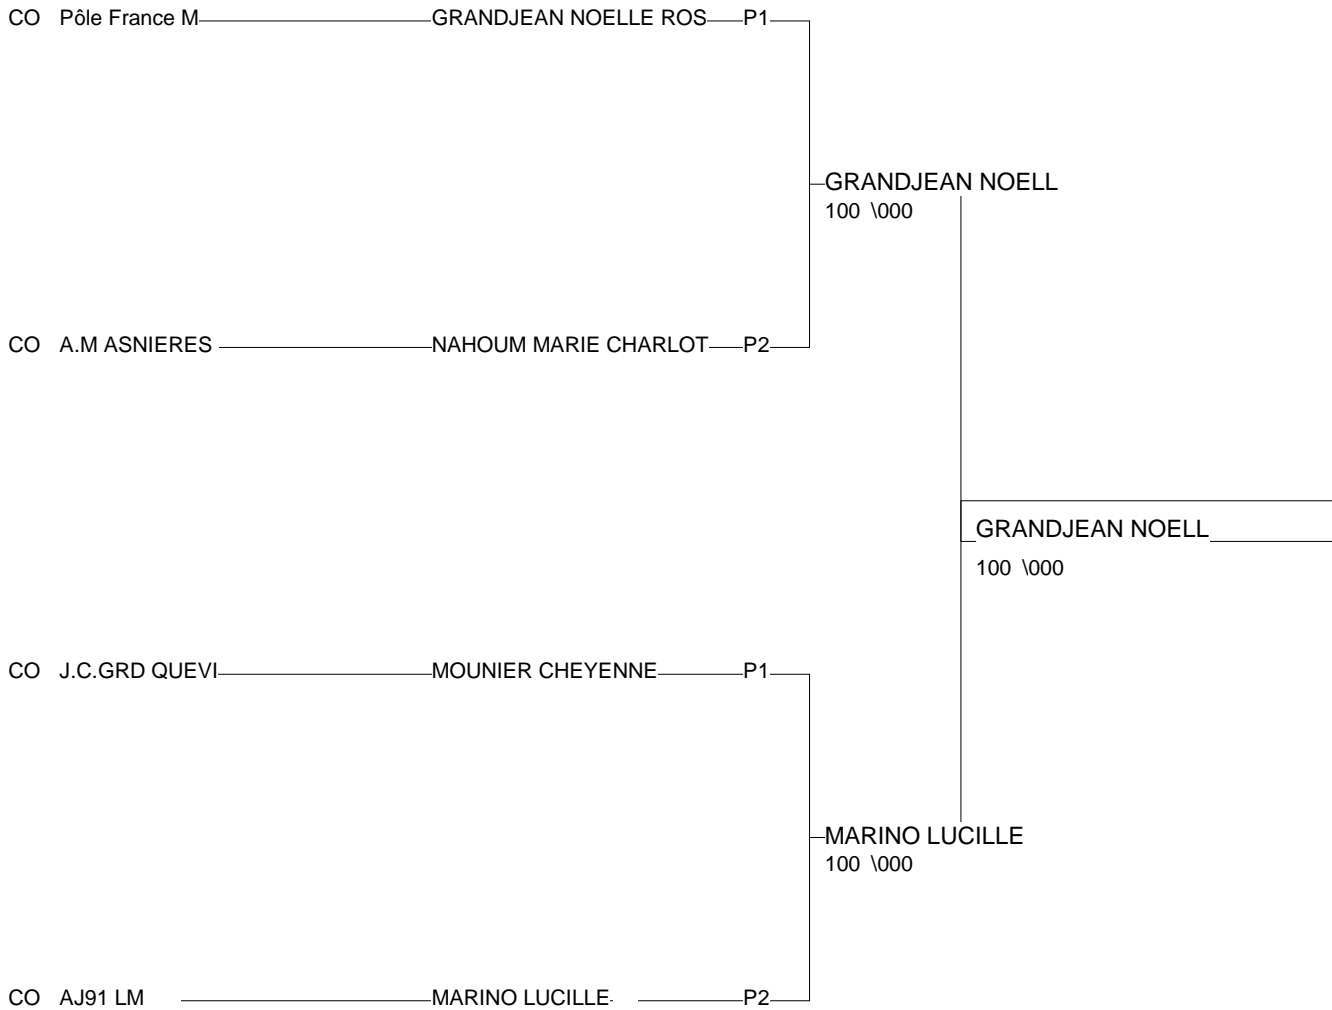 CO Pôle France M GRANDJEAN NOELLE ROS P1
GRANDJEAN NOELL
100 \000
CO A.M ASNIERES NAHOUM MARIE CHARLOT P2
GRANDJEAN NOELL
100 \000
CO J.C.GRD QUEVI MOUNIER CHEYENNE P1
MARINO LUCILLE
100 \000
CO AJ91 LM MARINO LUCILLE P2